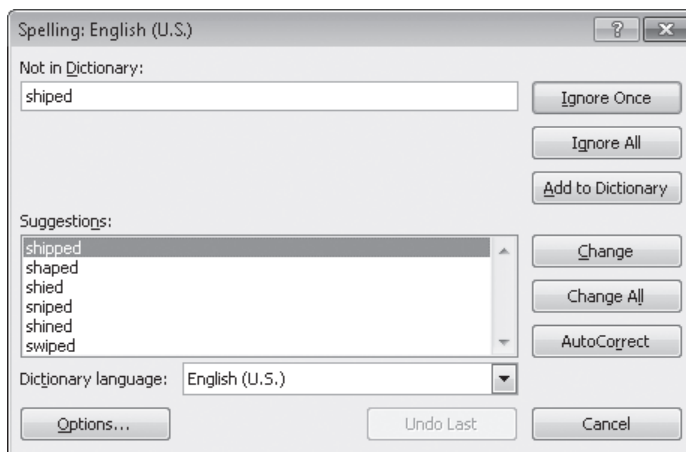 Spelling: English (U.S.)
Not in Dictionary:
shiped
Ignore Once
Ignore All
Add to Dictionary
Suggestions:
shipped
shaped
shied
sniped
shined
swiped
Change
Change All
AutoCorrect
Dictionary language: English (U.S.)
Options... Undo Last Cancel